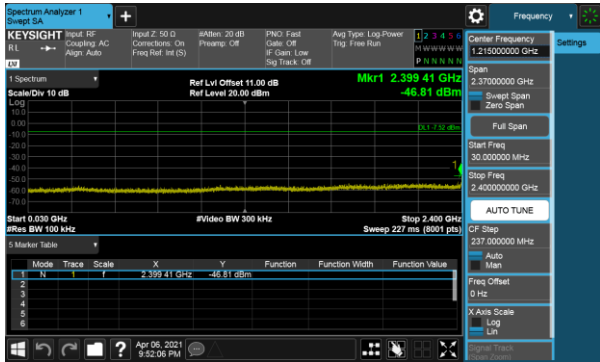 Spectrum Analyzer 1
Swept SA
Frequency
KEYSIGHT
Input: RF
Coupling: AC
Align: Auto
Input Z: 50 Ω
Corrections: On
Freq Ref: Int (S)
#Atten: 20 dB
Preamp: Off
PNO: Fast
Gate: Off
IF Gain: Low
Sig Track: Off
Avg Type: Log-Power
Trig: Free Run
1 2 3 4 5 6
M W W W W W
P N N N N N
RL
LXI
1 Spectrum
Scale/Div 10 dB
Ref Lvl Offset 11.00 dB
Ref Level 20.00 dBm
Mkr1 2.399 41 GHz
-46.81 dBm
Log
10.0
0.00
-10.0
-20.0
-30.0
-40.0
-50.0
-60.0
-70.0
DL1 -7.52 dBm
1
Start 0.030 GHz
#Res BW 100 kHz
#Video BW 300 kHz
Stop 2.400 GHz
Sweep 227 ms (8001 pts)
5 Marker Table
Mode Trace Scale X Y Function Function Width Function Value
1 N 1 f 2.399 41 GHz -46.81 dBm
2
3
4
5
6
Apr 06, 2021
9:52:06 PM
Center Frequency
1.215000000 GHz
Span
2.37000000 GHz
Swept Span
Zero Span
Full Span
Start Freq
30.000000 MHz
Stop Freq
2.400000000 GHz
AUTO TUNE
CF Step
237.000000 MHz
Auto
Man
Freq Offset
0 Hz
X Axis Scale
Log
Lin
Signal Track
(Span Zoom)
Settings